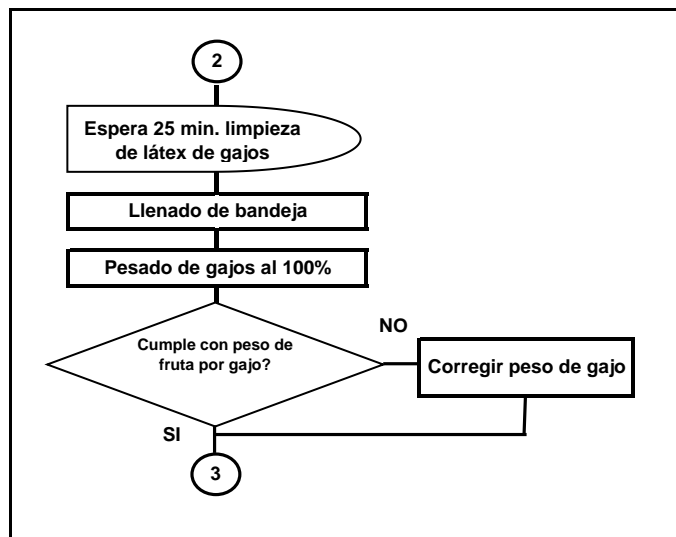 2
Espera 25 min. limpieza
de látex de gajos
Llenado de bandeja
Pesado de gajos al 100%
Cumple con peso de
fruta por gajo?
NO
Corregir peso de gajo
SI
3